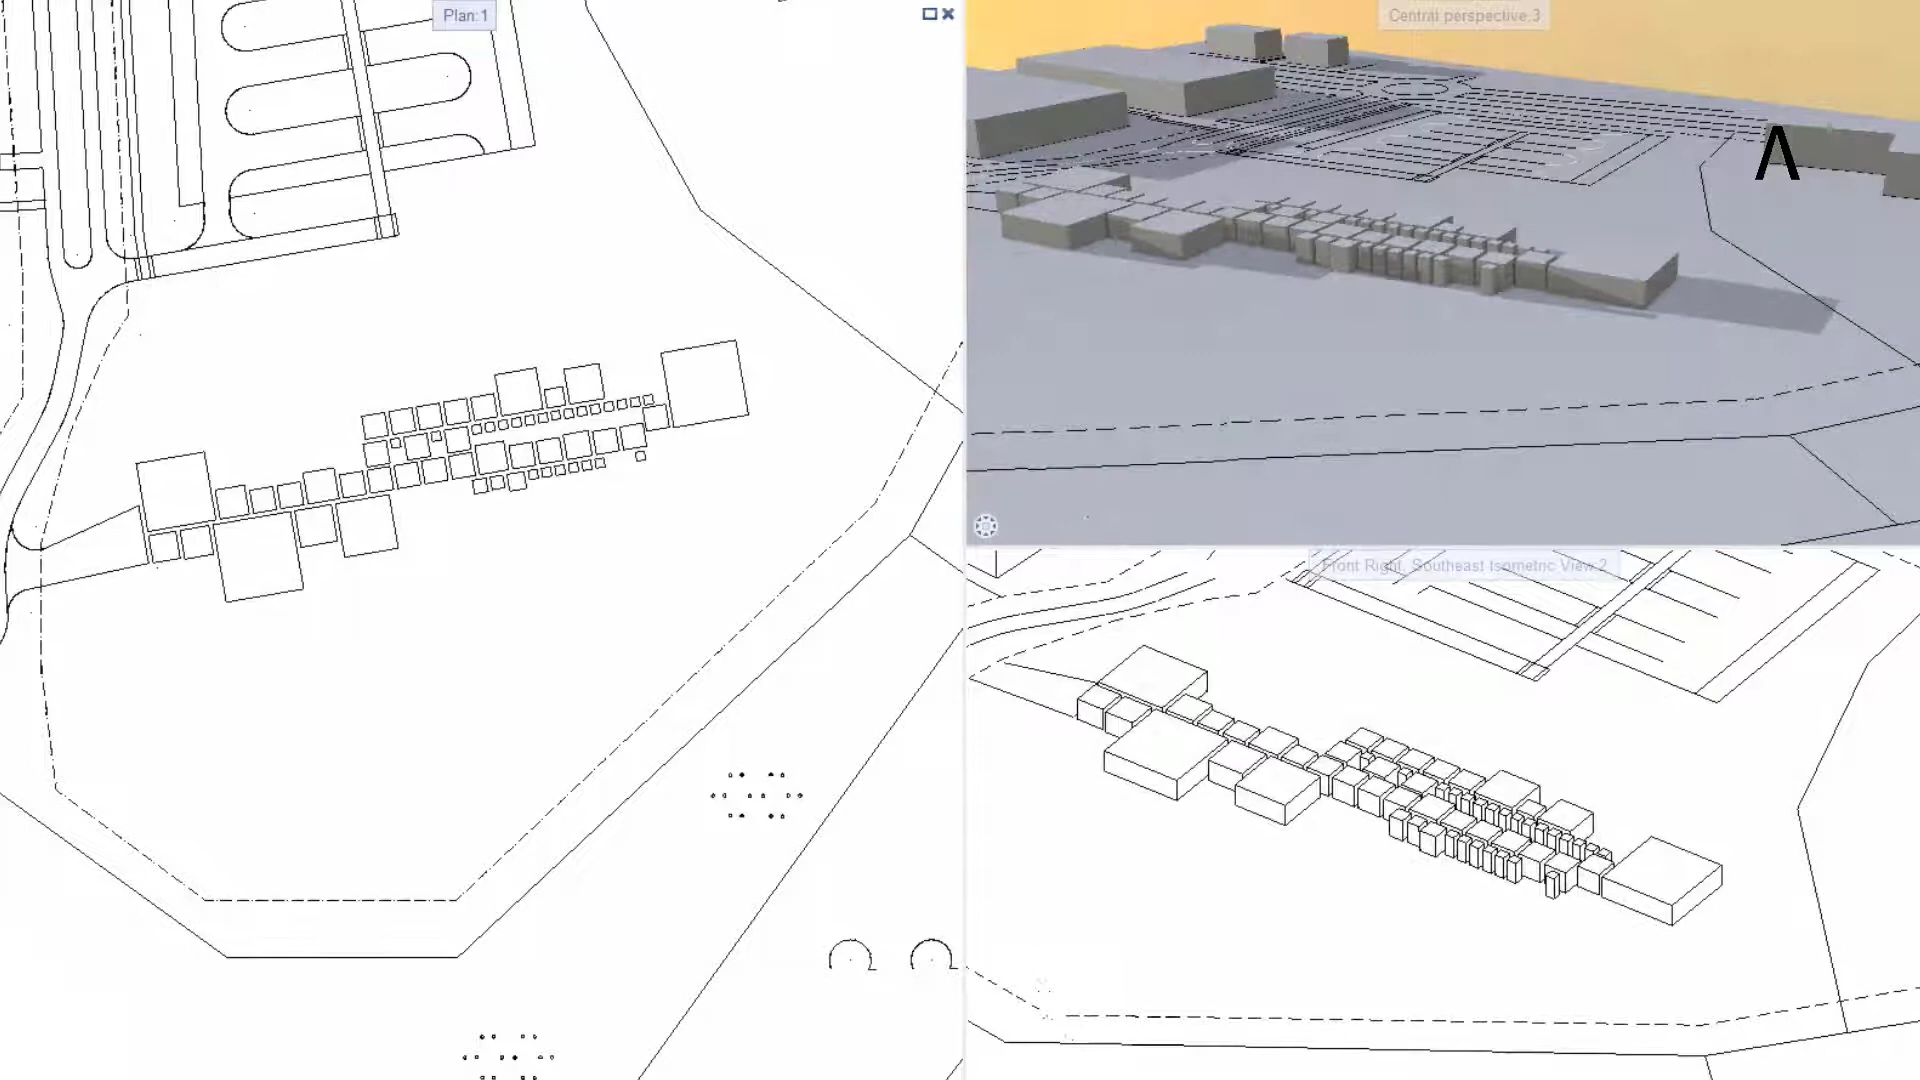 Plan:1
Central perspective:3
Front Right, Southeast Isometric View:2